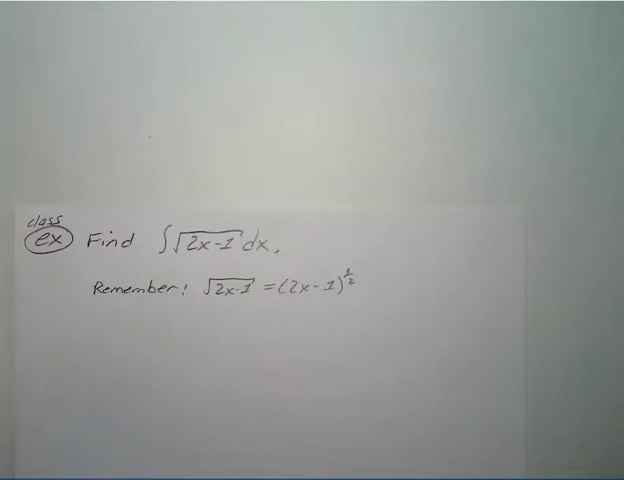 class
ex Find ∫√2x-1 dx.
Remember! √2x-1 = (2x-1)^1/2